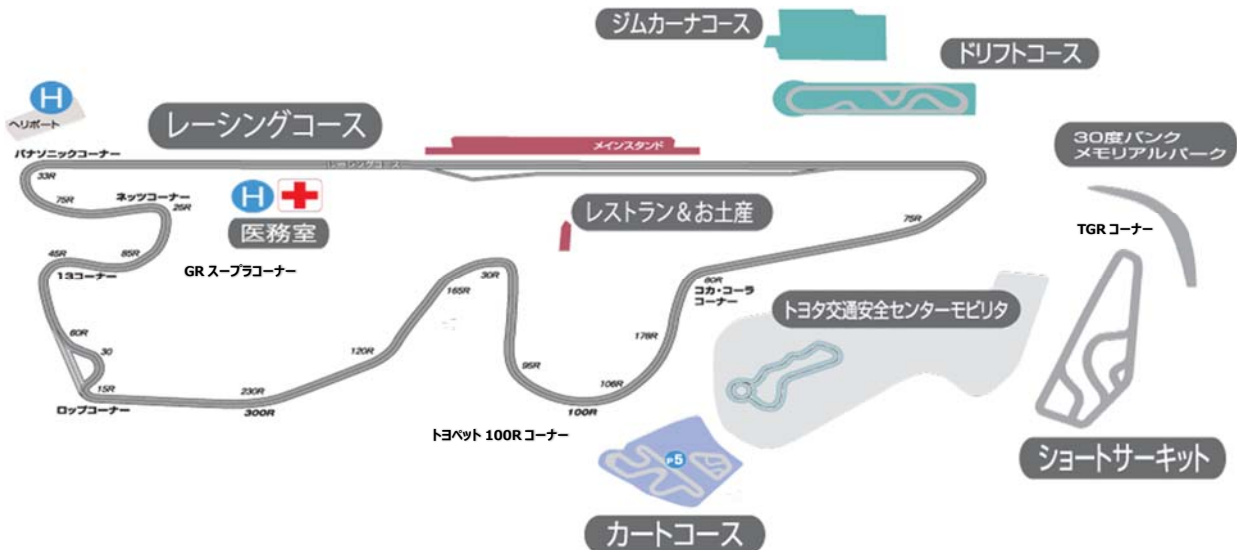 ジムカーナコース
ドリフトコース
H
ヘリポート
レーシングコース
メインスタンド
30度バンク
メモリアルパーク
パナソニックコーナー
33R
75R
ネッツコーナー
25R
H
医務室
レストラン&お土産
75R
TGR コーナー
45R
85R
13コーナー
GR スープラコーナー
165R
30R
80R
コカ・コーラ
コーナー
トヨタ交通安全センターモビリタ
60R
30
120R
178R
95R
15R
230R
106R
ロップコーナー
300R
100R
トヨペット 100R コーナー
P5
ショートサーキット
カートコース